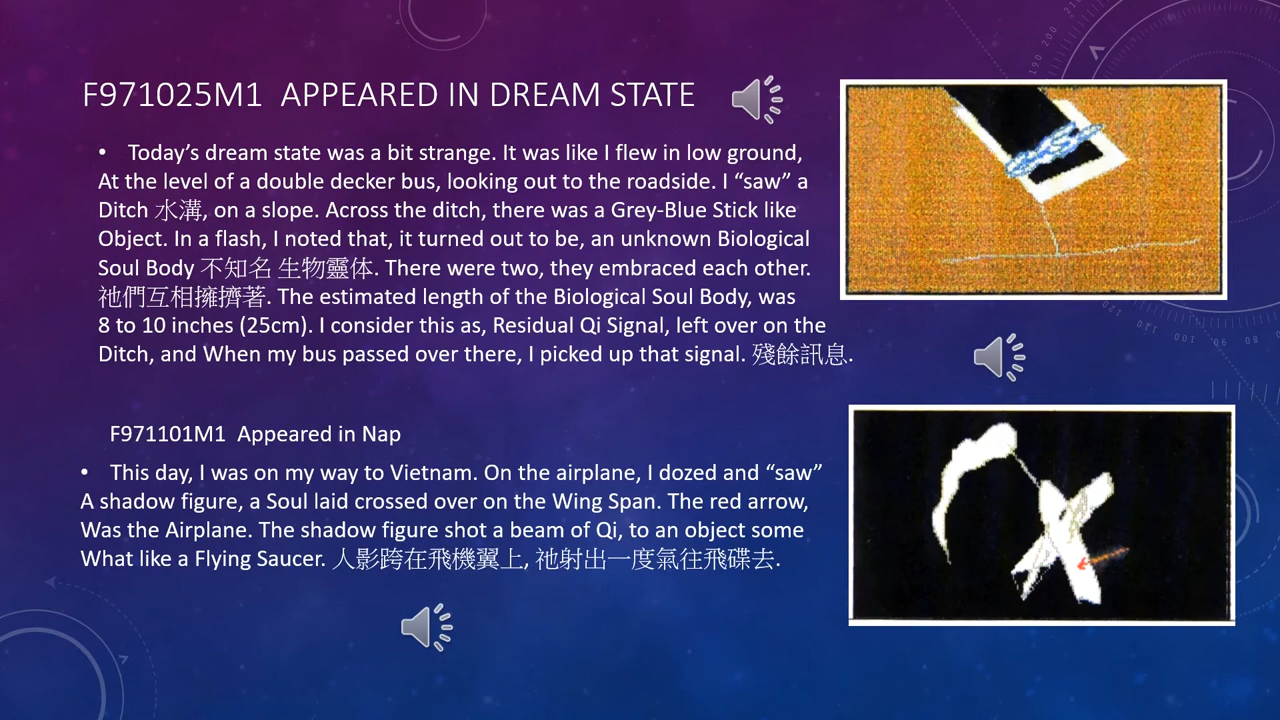 F971025M1 APPEARED IN DREAM STATE
• Today’s dream state was a bit strange. It was like I flew in low ground,
At the level of a double decker bus, looking out to the roadside. I “saw” a
Ditch 水溝, on a slope. Across the ditch, there was a Grey-Blue Stick like
Object. In a flash, I noted that, it turned out to be, an unknown Biological
Soul Body 不知名 生物靈体. There were two, they embraced each other.
祂們互相擁擠著. The estimated length of the Biological Soul Body, was
8 to 10 inches (25cm). I consider this as, Residual Qi Signal, left over on the
Ditch, and When my bus passed over there, I picked up that signal. 殘餘訊息.
F971101M1 Appeared in Nap
• This day, I was on my way to Vietnam. On the airplane, I dozed and “saw”
A shadow figure, a Soul laid crossed over on the Wing Span. The red arrow,
Was the Airplane. The shadow figure shot a beam of Qi, to an object some
What like a Flying Saucer. 人影跨在飛機翼上, 祂射出一度氣往飛碟去.